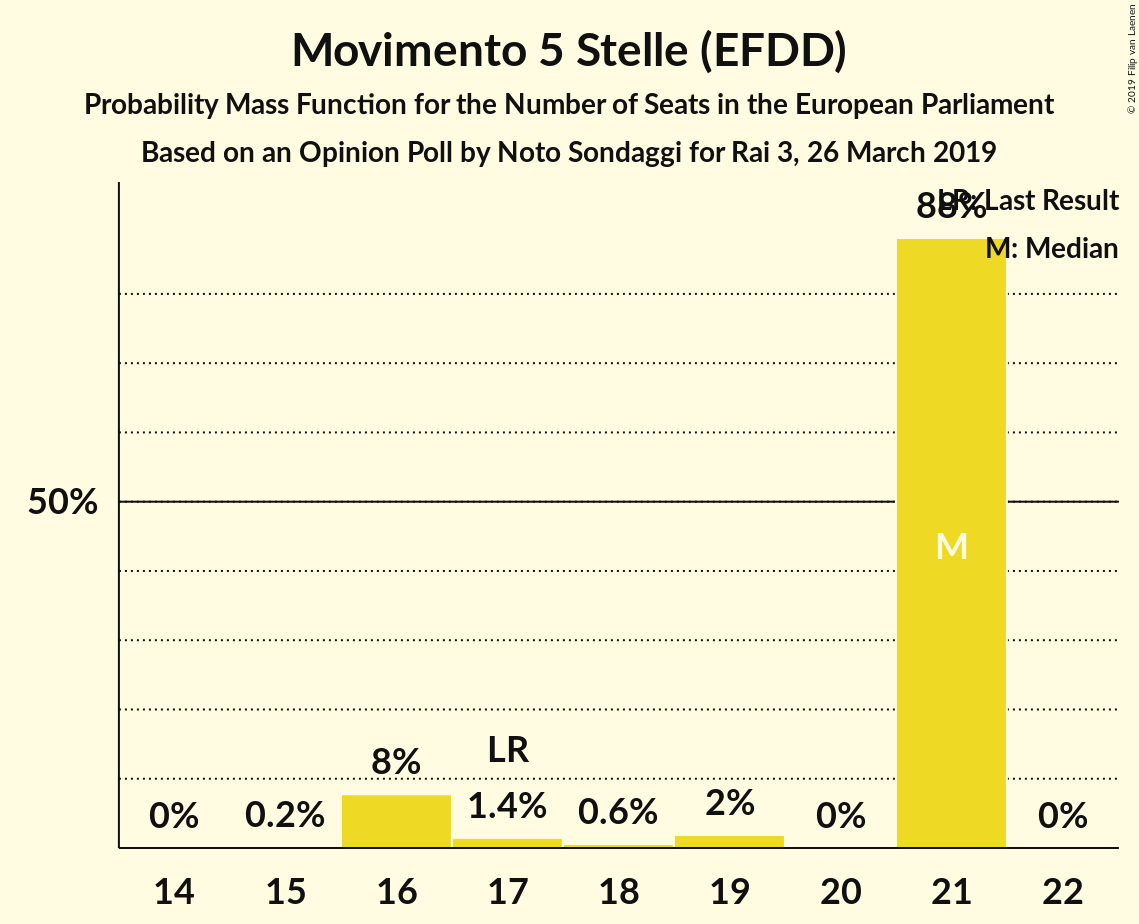 © 2019 Filip van Laenen
Movimento 5 Stelle (EFDD)
Probability Mass Function for the Number of Seats in the European Parliament
Based on an Opinion Poll by Noto Sondaggi for Rai 3, 26 March 2019
LR: Last Result
M: Median
88%
50%
M
LR
8%
1.4%
0.6%
2%
0%
0.2%
0%
0%
14 15 16 17 18 19 20 21 22